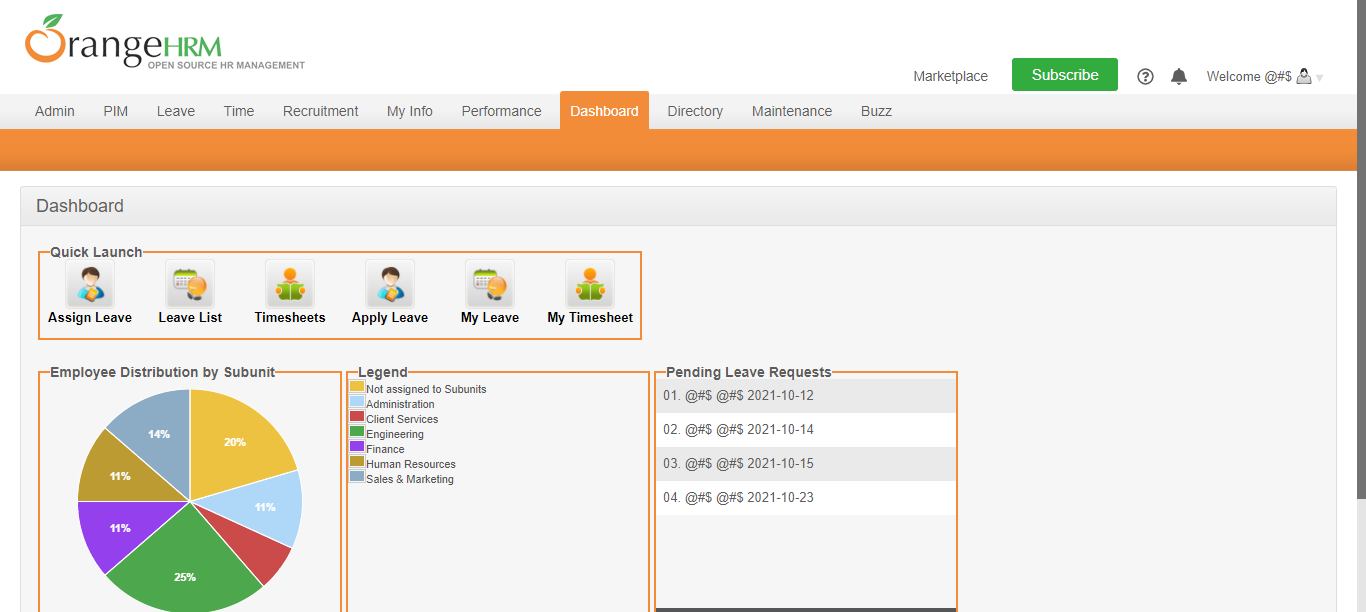 OrangeHRM
OPEN SOURCE HR MANAGEMENT
Marketplace Subscribe ? Welcome @#$
Admin PIM Leave Time Recruitment My Info Performance Dashboard Directory Maintenance Buzz
Dashboard
Quick Launch
Assign Leave Leave List Timesheets Apply Leave My Leave My Timesheet
Employee Distribution by Subunit
14%
20%
11%
11%
11%
25%
Legend
Not assigned to Subunits
Administration
Client Services
Engineering
Finance
Human Resources
Sales & Marketing
Pending Leave Requests
01. @#$ @#$ 2021-10-12
02. @#$ @#$ 2021-10-14
03. @#$ @#$ 2021-10-15
04. @#$ @#$ 2021-10-23